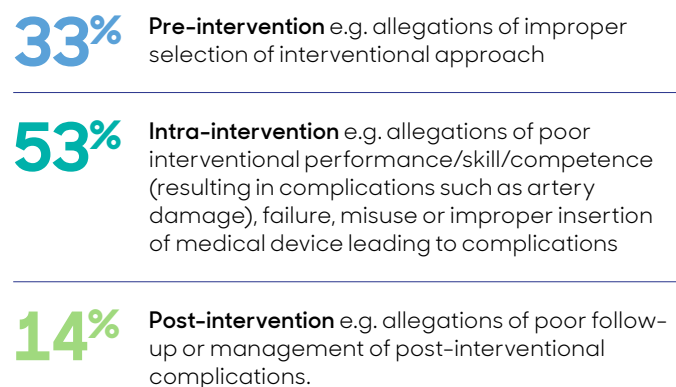 33% Pre-intervention e.g. allegations of improper
selection of interventional approach
53% Intra-intervention e.g. allegations of poor
interventional performance/skill/competence
(resulting in complications such as artery
damage), failure, misuse or improper insertion
of medical device leading to complications
14% Post-intervention e.g. allegations of poor follow-
up or management of post-interventional
complications.